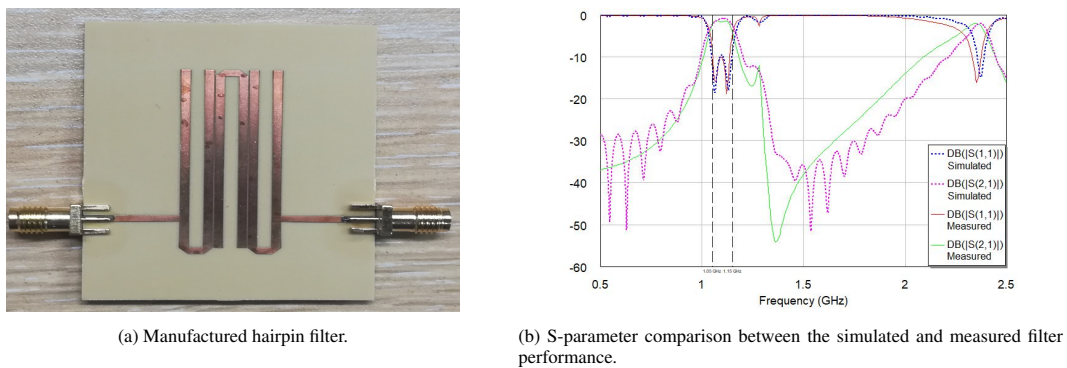 0
-10
-20
-30
-40
-50
-60
0.5
1
1.5
2
2.5
1.05 GHz
1.15 GHz
Frequency (GHz)
DB(|S(1,1)|)
Simulated
DB(|S(2,1)|)
Simulated
DB(|S(1,1)|)
Measured
DB(|S(2,1)|)
Measured
(a) Manufactured hairpin filter.
(b) S-parameter comparison between the simulated and measured filter
performance.